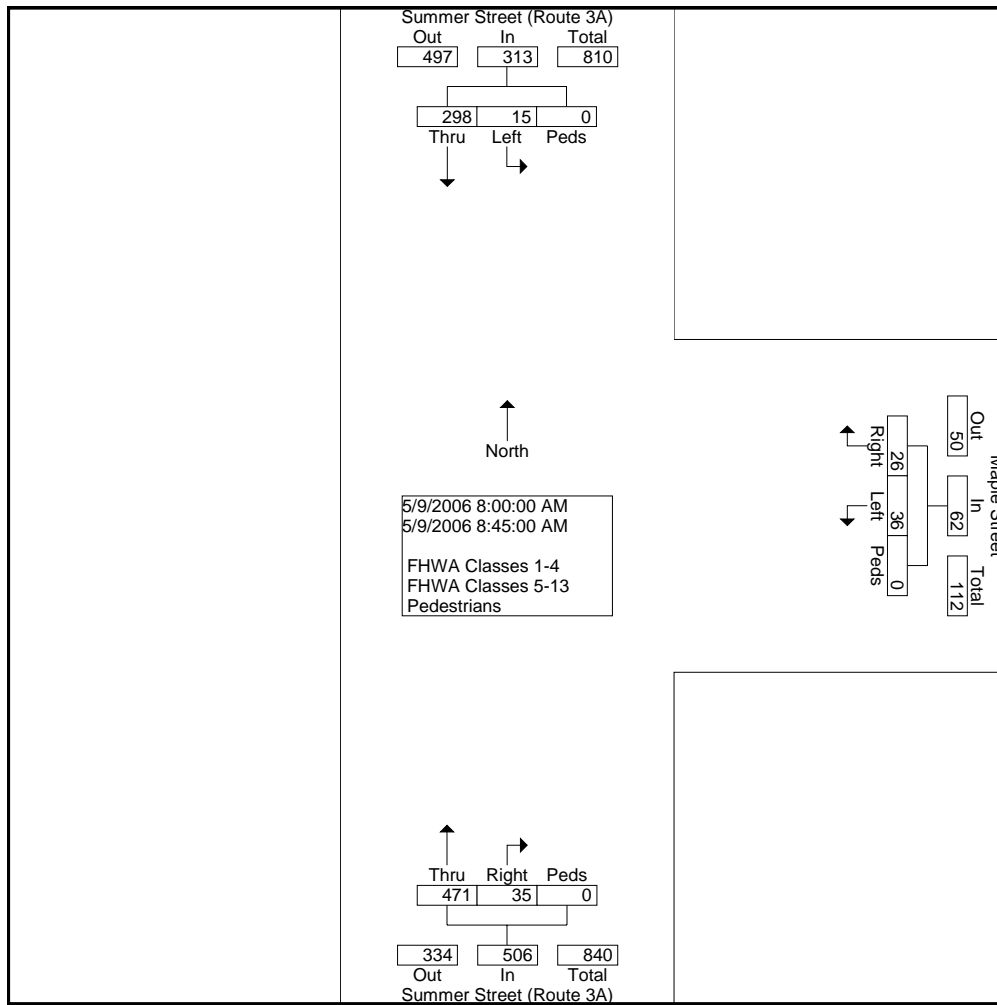 Summer Street (Route 3A)
Out In Total
497 313 810
298 15 0
Thru Left Peds
North
5/9/2006 8:00:00 AM
5/9/2006 8:45:00 AM
FHWA Classes 1-4
FHWA Classes 5-13
Pedestrians
Maple Street
Out In Total
50 62 112
26 36 0
Right Left Peds
Thru Right Peds
471 35 0
334 506 840
Out In Total
Summer Street (Route 3A)